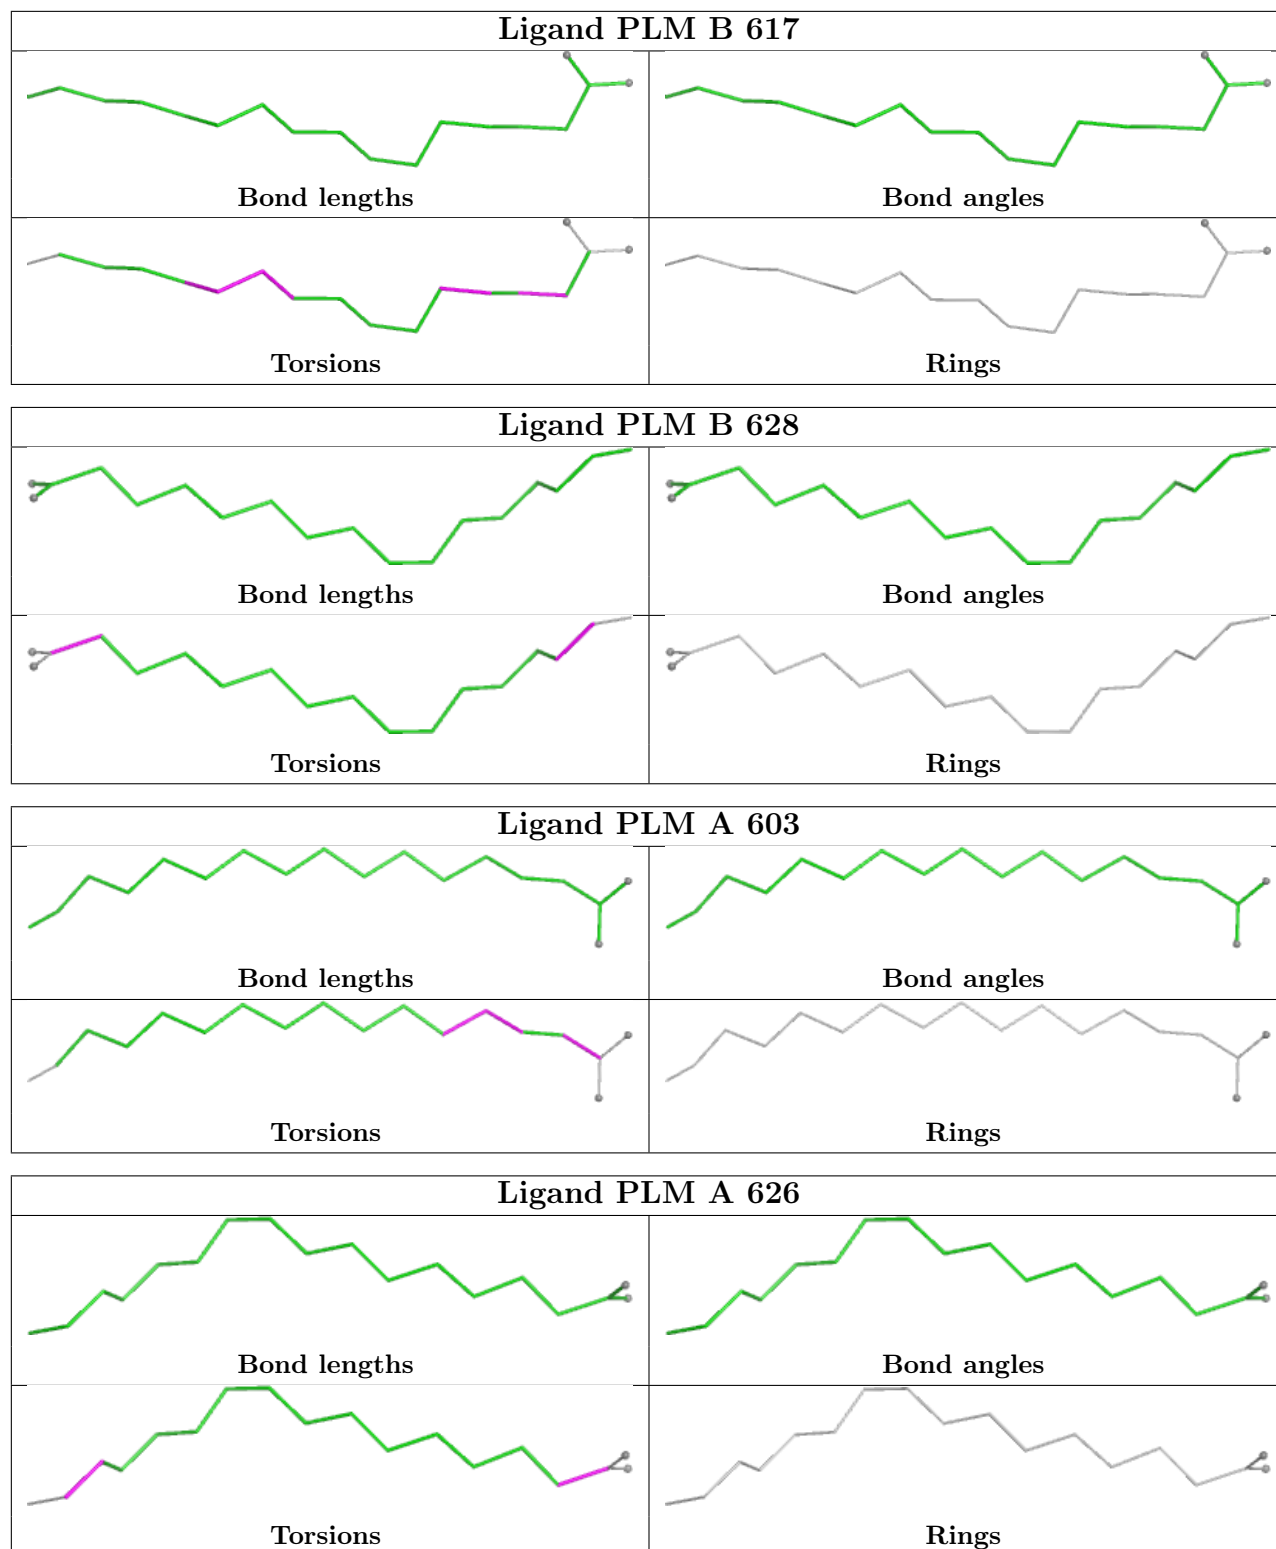 Ligand PLM B 617
Bond lengths
Bond angles
Torsions
Rings
Ligand PLM B 628
Bond lengths
Bond angles
Torsions
Rings
Ligand PLM A 603
Bond lengths
Bond angles
Torsions
Rings
Ligand PLM A 626
Bond lengths
Bond angles
Torsions
Rings